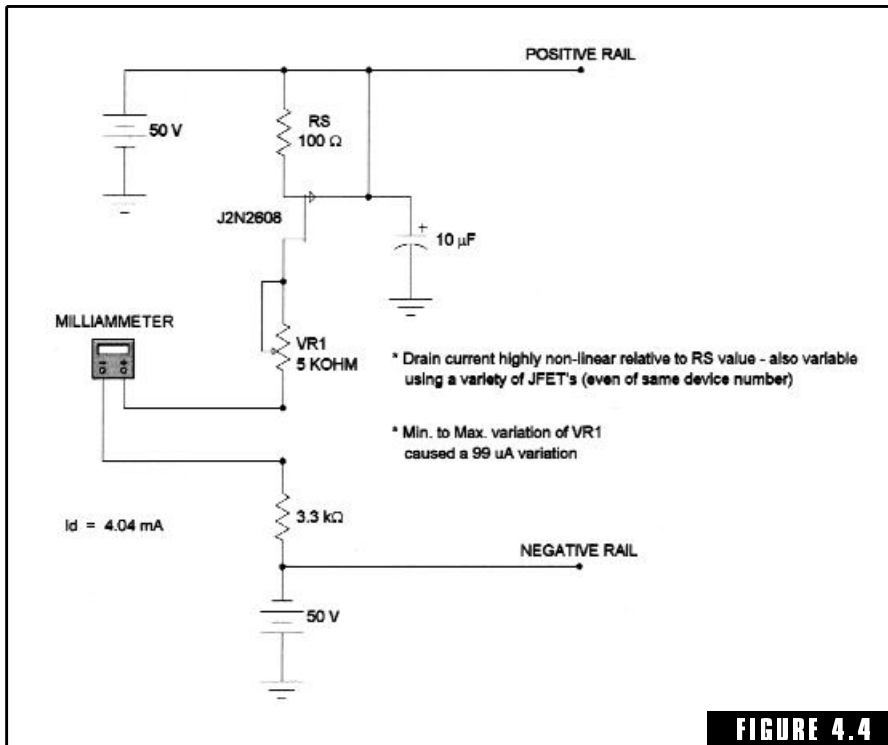 POSITIVE RAIL
50 V
RS
100 Ω
J2N2608
+
10 µF
MILLIAMMETER
VR1
5 KOHM
* Drain current highly non-linear relative to RS value - also variable
using a variety of JFET's (even of same device number)
* Min. to Max. variation of VR1
caused a 99 uA variation
Id = 4.04 mA
3.3 kΩ
NEGATIVE RAIL
50 V
FIGURE 4.4